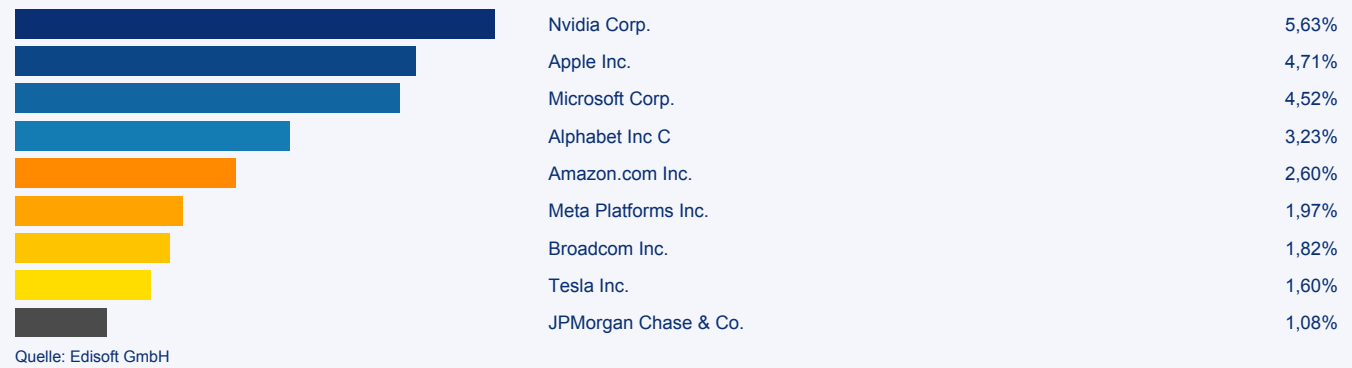 Nvidia Corp. 5,63%
Apple Inc. 4,71%
Microsoft Corp. 4,52%
Alphabet Inc C 3,23%
Amazon.com Inc. 2,60%
Meta Platforms Inc. 1,97%
Broadcom Inc. 1,82%
Tesla Inc. 1,60%
JPMorgan Chase & Co. 1,08%
Quelle: Edisoft GmbH